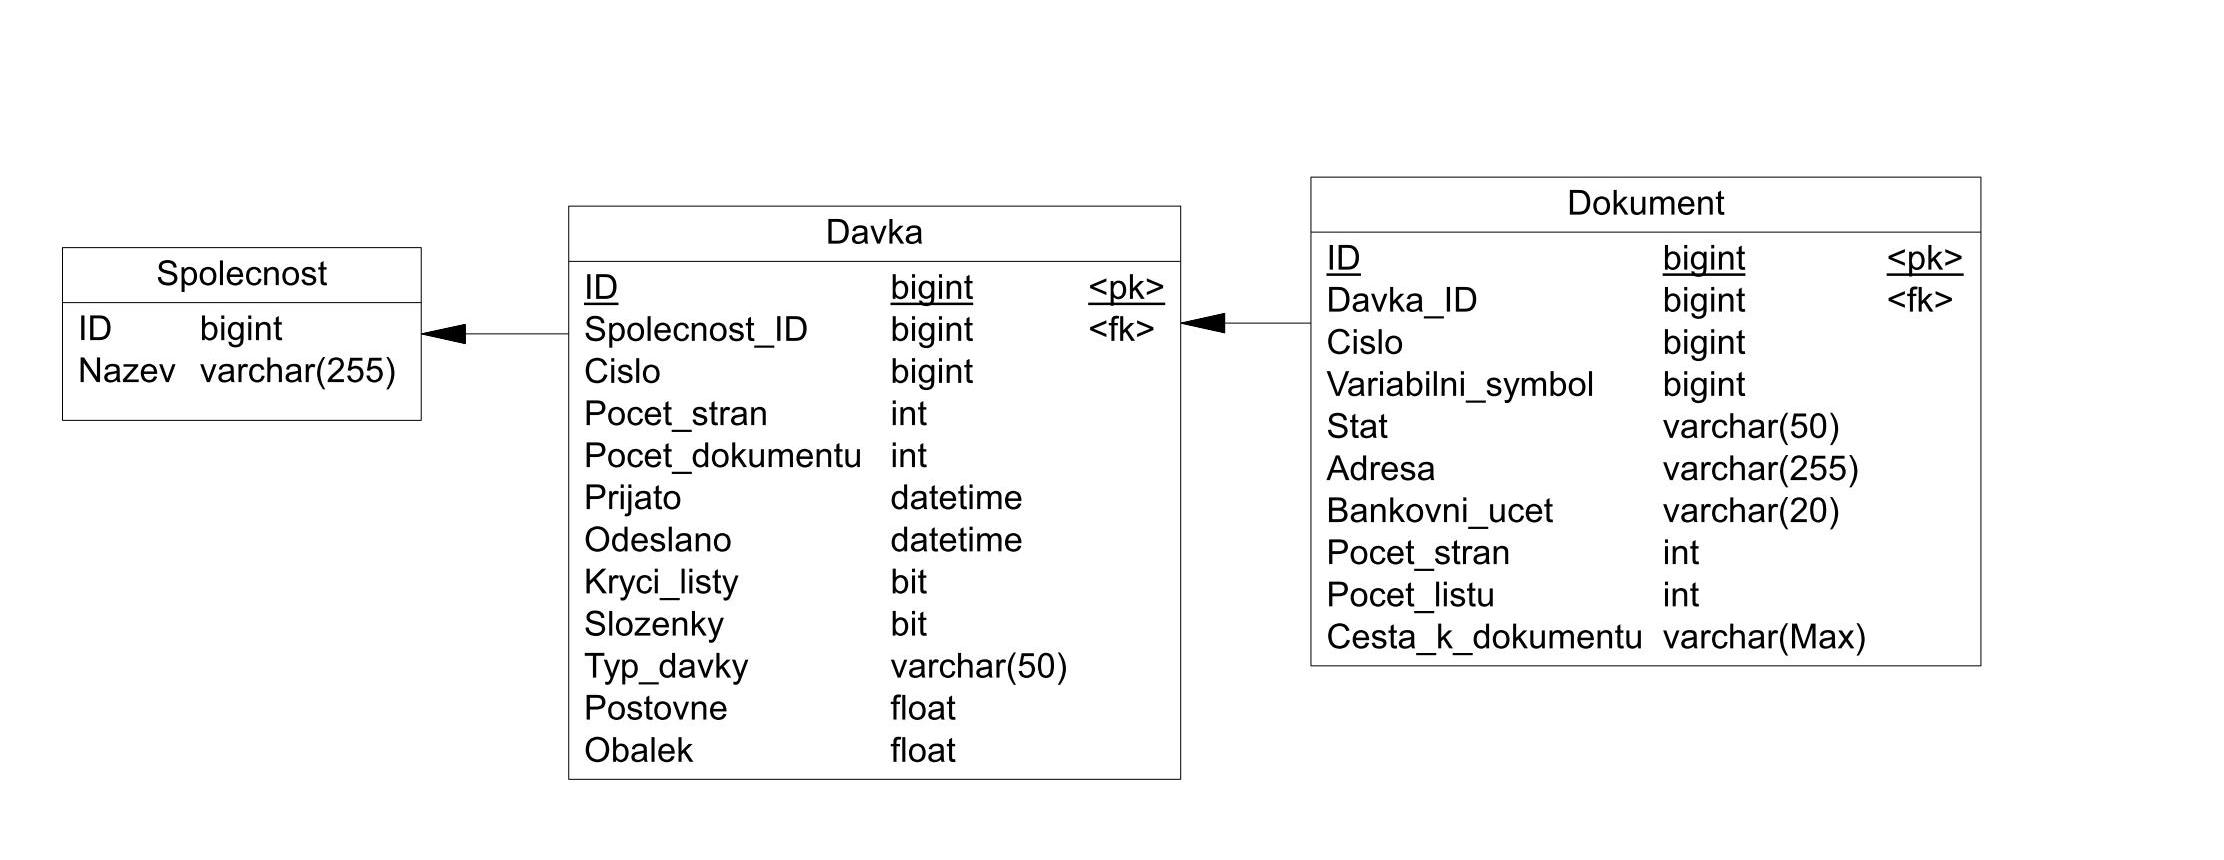 Spolecnost
ID bigint
Nazev varchar(255)
Davka
ID bigint <pk>
Spolecnost_ID bigint <fk>
Cislo bigint
Pocet_stran int
Pocet_dokumentu int
Prijato datetime
Odeslano datetime
Kryci_listy bit
Slozenky bit
Typ_davky varchar(50)
Postovne float
Obalek float
Dokument
ID bigint <pk>
Davka_ID bigint <fk>
Cislo bigint
Variabilni_symbol bigint
Stat varchar(50)
Adresa varchar(255)
Bankovni_ucet varchar(20)
Pocet_stran int
Pocet_listu int
Cesta_k_dokumentu varchar(Max)